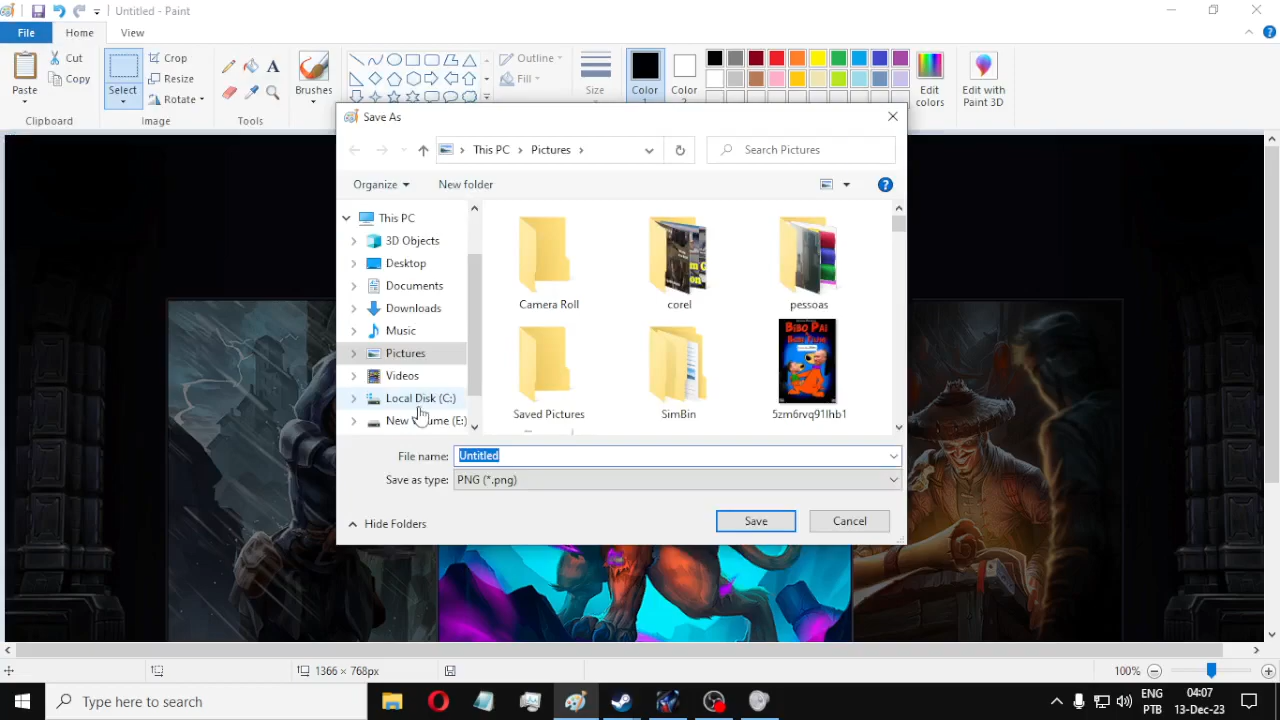 Untitled - Paint
File Home View
Cut
Copy
Paste
Clipboard
Select
Crop
Resize
Rotate
Image
Tools
Brushes
Outline
Fill
Size
Color
1
Color
2
Edit
colors
Edit with
Paint 3D
Save As
This PC Pictures
Search Pictures
Organize
New folder
This PC
3D Objects
Desktop
Documents
Downloads
Music
Pictures
Videos
Local Disk (C:)
New Volume (E:)
Camera Roll
corel
pessoas
Saved Pictures
SimBin
BIBO PAI
5zm6rvq91lhb1
File name: Untitled
Save as type: PNG (*.png)
Hide Folders
Save
Cancel
1366 × 768px
100%
Type here to search
ENG
PTB
04:07
13-Dec-23